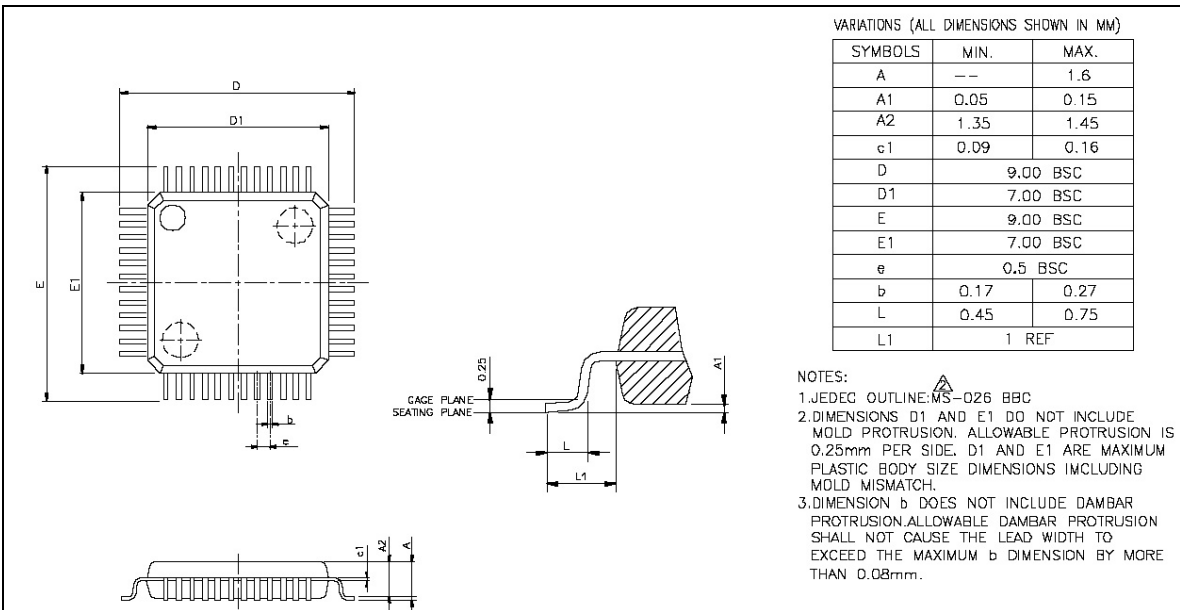 VARIATIONS (ALL DIMENSIONS SHOWN IN MM)
SYMBOLS MIN. MAX.
A -- 1.6
A1 0.05 0.15
A2 1.35 1.45
c1 0.09 0.16
D 9.00 BSC
D1 7.00 BSC
E 9.00 BSC
E1 7.00 BSC
e 0.5 BSC
b 0.17 0.27
L 0.45 0.75
L1 1 REF
D
D1
E
E1
b
e
0.25
GAGE PLANE
SEATING PLANE
L
L1
A1
c1
A2
A
NOTES:
2
1.JEDEC OUTLINE:MS-026 BBC
2.DIMENSIONS D1 AND E1 DO NOT INCLUDE
MOLD PROTRUSION. ALLOWABLE PROTRUSION IS
0.25mm PER SIDE. D1 AND E1 ARE MAXIMUM
PLASTIC BODY SIZE DIMENSIONS IMCLUDING
MOLD MISMATCH.
3.DIMENSION b DOES NOT INCLUDE DAMBAR
PROTRUSION.ALLOWABLE DAMBAR PROTRUSION
SHALL NOT CAUSE THE LEAD WIDTH TO
EXCEED THE MAXIMUM b DIMENSION BY MORE
THAN 0.08mm.